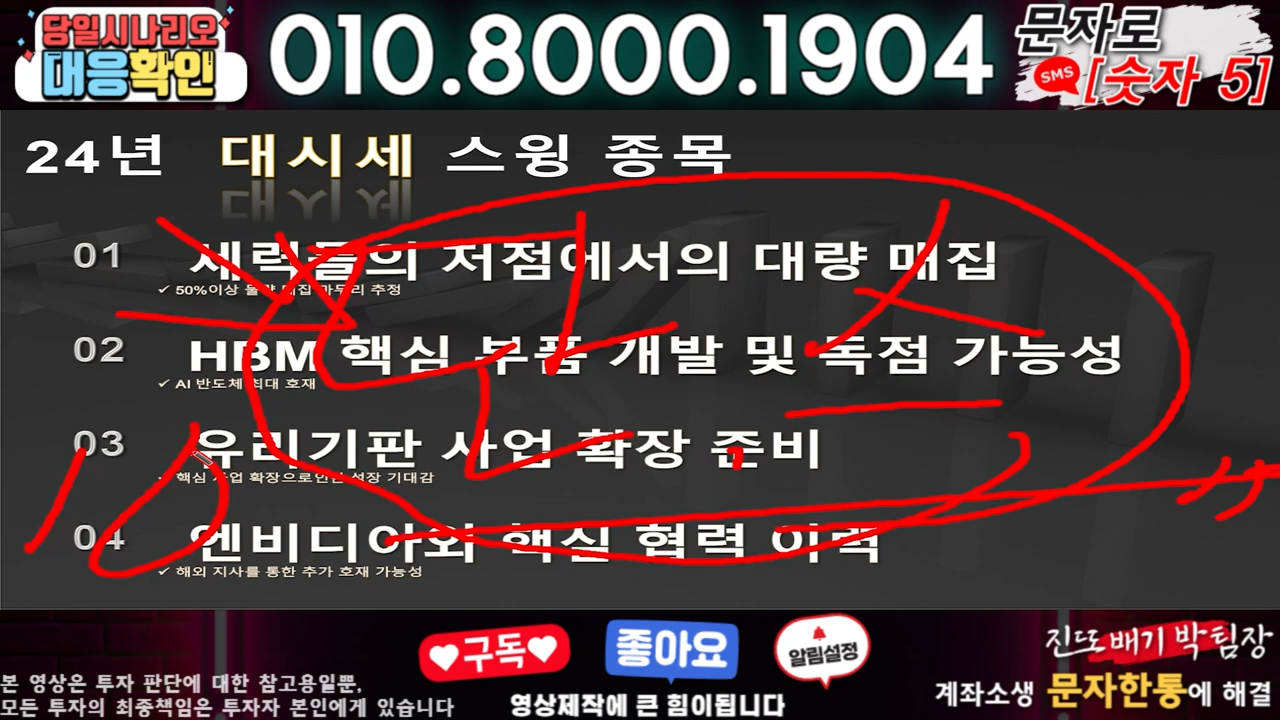 당일시나리오
대응확인
010.8000.1904
문자로
SMS
[숫자 5]
24년 대시세 스윙 종목
01 세력들의 저점에서의 대량 매집
✓ 50%이상 물량 매집 마무리 추정
02 HBM 핵심 부품 개발 및 독점 가능성
✓ AI 반도체 최대 호재
03 유리기판 사업 확장 준비
✓ 핵심 사업 확장으로인한 성장 기대감
04 엔비디아와 핵심 협력 이력
✓ 해외 지사를 통한 추가 호재 가능성
구독
좋아요
알림설정
진또배기 박팀장
본 영상은 투자 판단에 대한 참고용일뿐,
모든 투자의 최종책임은 투자자 본인에게 있습니다
영상제작에 큰 힘이됩니다
계좌소생 문자한통에 해결